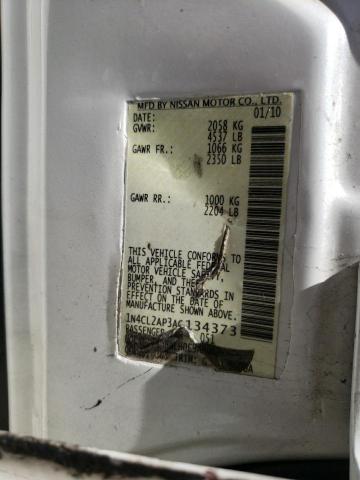 MFD BY NISSAN MOTOR CO., LTD.
DATE: 01/10
GVWR: 2058 KG
4537 LB
GAWR FR.: 1066 KG
2350 LB
GAWR RR.: 1000 KG
2204 LB
THIS VEHICLE CONFORMS TO
ALL APPLICABLE FEDERAL
MOTOR VEHICLE SAFETY,
BUMPER, AND THEFT
PREVENTION STANDARDS IN
EFFECT ON THE DATE OF
MANUFACTURE SHOWN ABOVE.
1N4CL2AP3AC134373
PASSENGER
TRIM: